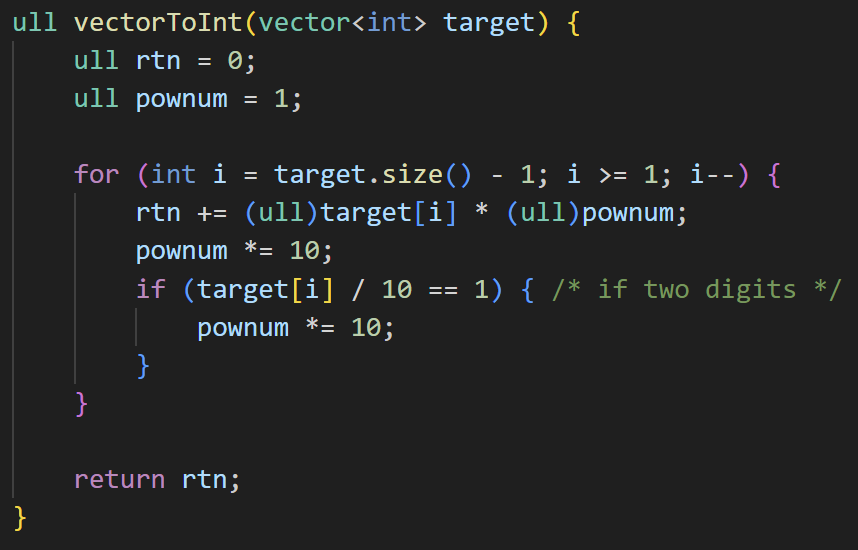 ull vectorToInt(vector<int> target) {
    ull rtn = 0;
    ull pownum = 1;

    for (int i = target.size() - 1; i >= 1; i--) {
        rtn += (ull)target[i] * (ull)pownum;
        pownum *= 10;
        if (target[i] / 10 == 1) { /* if two digits */
            pownum *= 10;
        }
    }

    return rtn;
}